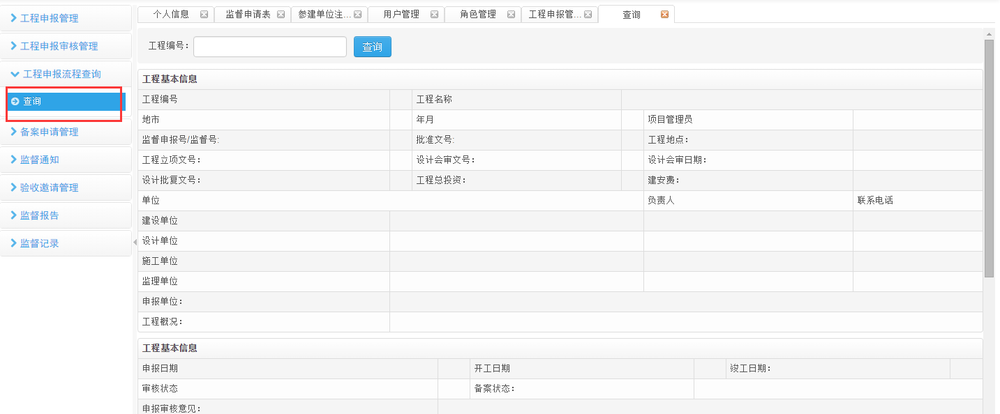 工程申报管理
工程申报审核管理
工程申报流程查询
查询
备案申请管理
监督通知
验收邀请管理
监督报告
监督记录
个人信息 监督申请表 参建单位注... 用户管理 角色管理 工程申报管... 查询
工程编号： 查询
工程基本信息
工程编号 工程名称
地市 年月 项目管理员
监督申报号/监督号: 批准文号: 工程地点：
工程立项文号： 设计会审文号： 设计会审日期：
设计批复文号： 工程总投资： 建安费：
单位 负责人 联系电话
建设单位
设计单位
施工单位
监理单位
申报单位：
工程概况：
工程基本信息
申报日期 开工日期 竣工日期：
审核状态 备案状态：
申报审核意见：